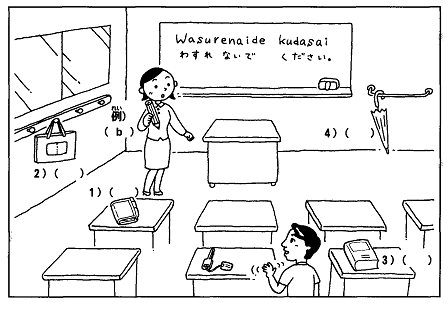 Wasurenaide kudasai
わすれ ないで ください。
れい
例)
( b )
4) ( )
2) ( )
1) ( )
3) ( )